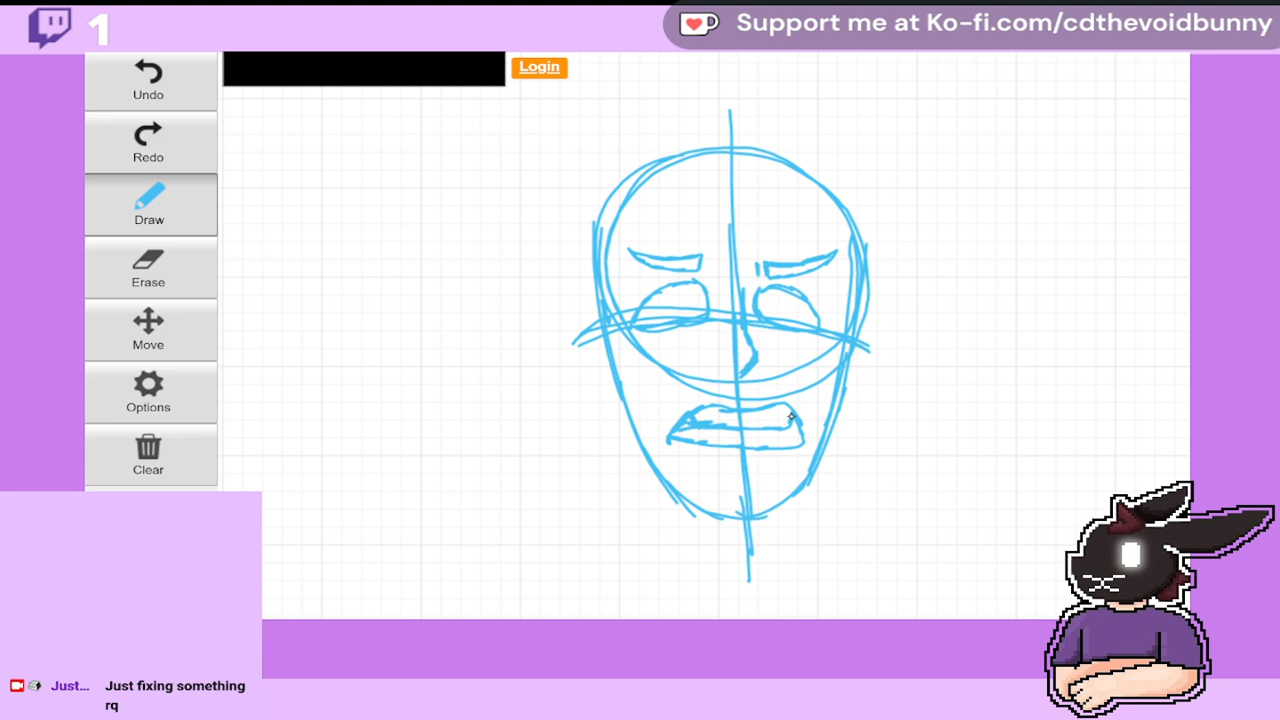 1
Support me at Ko-fi.com/cdthevoidbunny
Login
Undo
Redo
Draw
Erase
Move
Options
Clear
Just... Just fixing something
rq